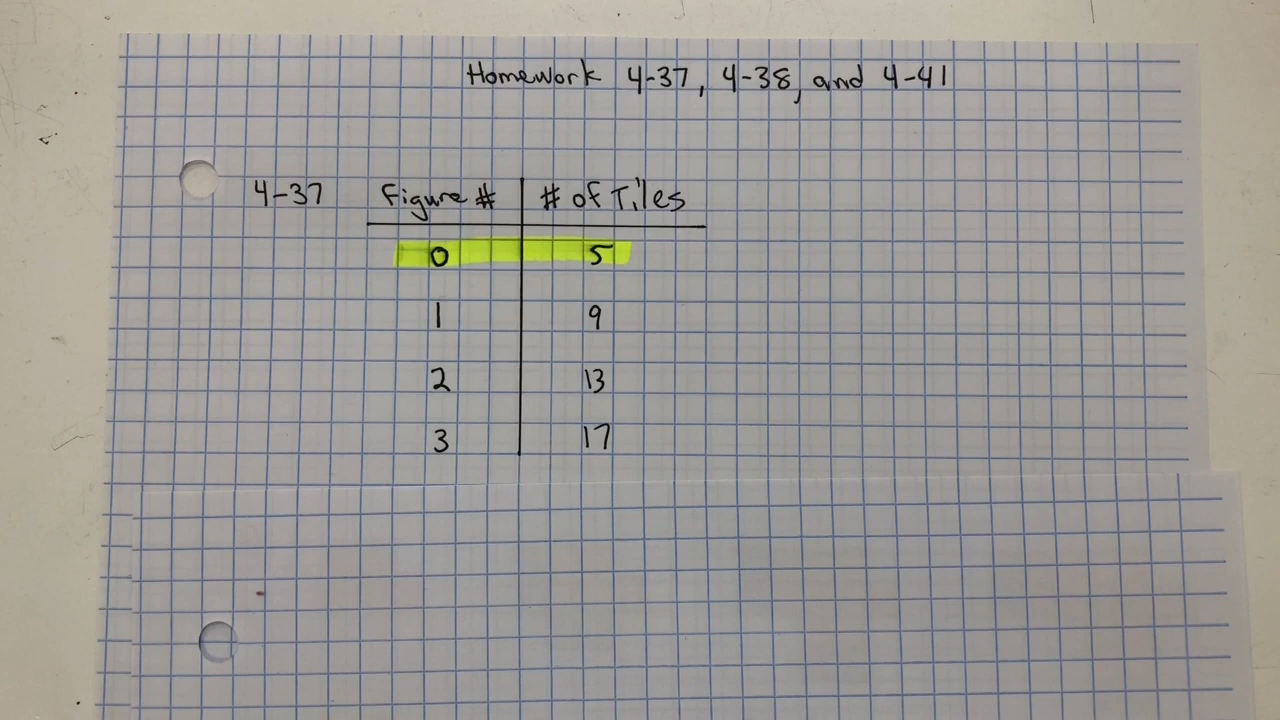 Homework 4-37, 4-38, and 4-41
4-37 Figure # # of Tiles
0 5
1 9
2 13
3 17